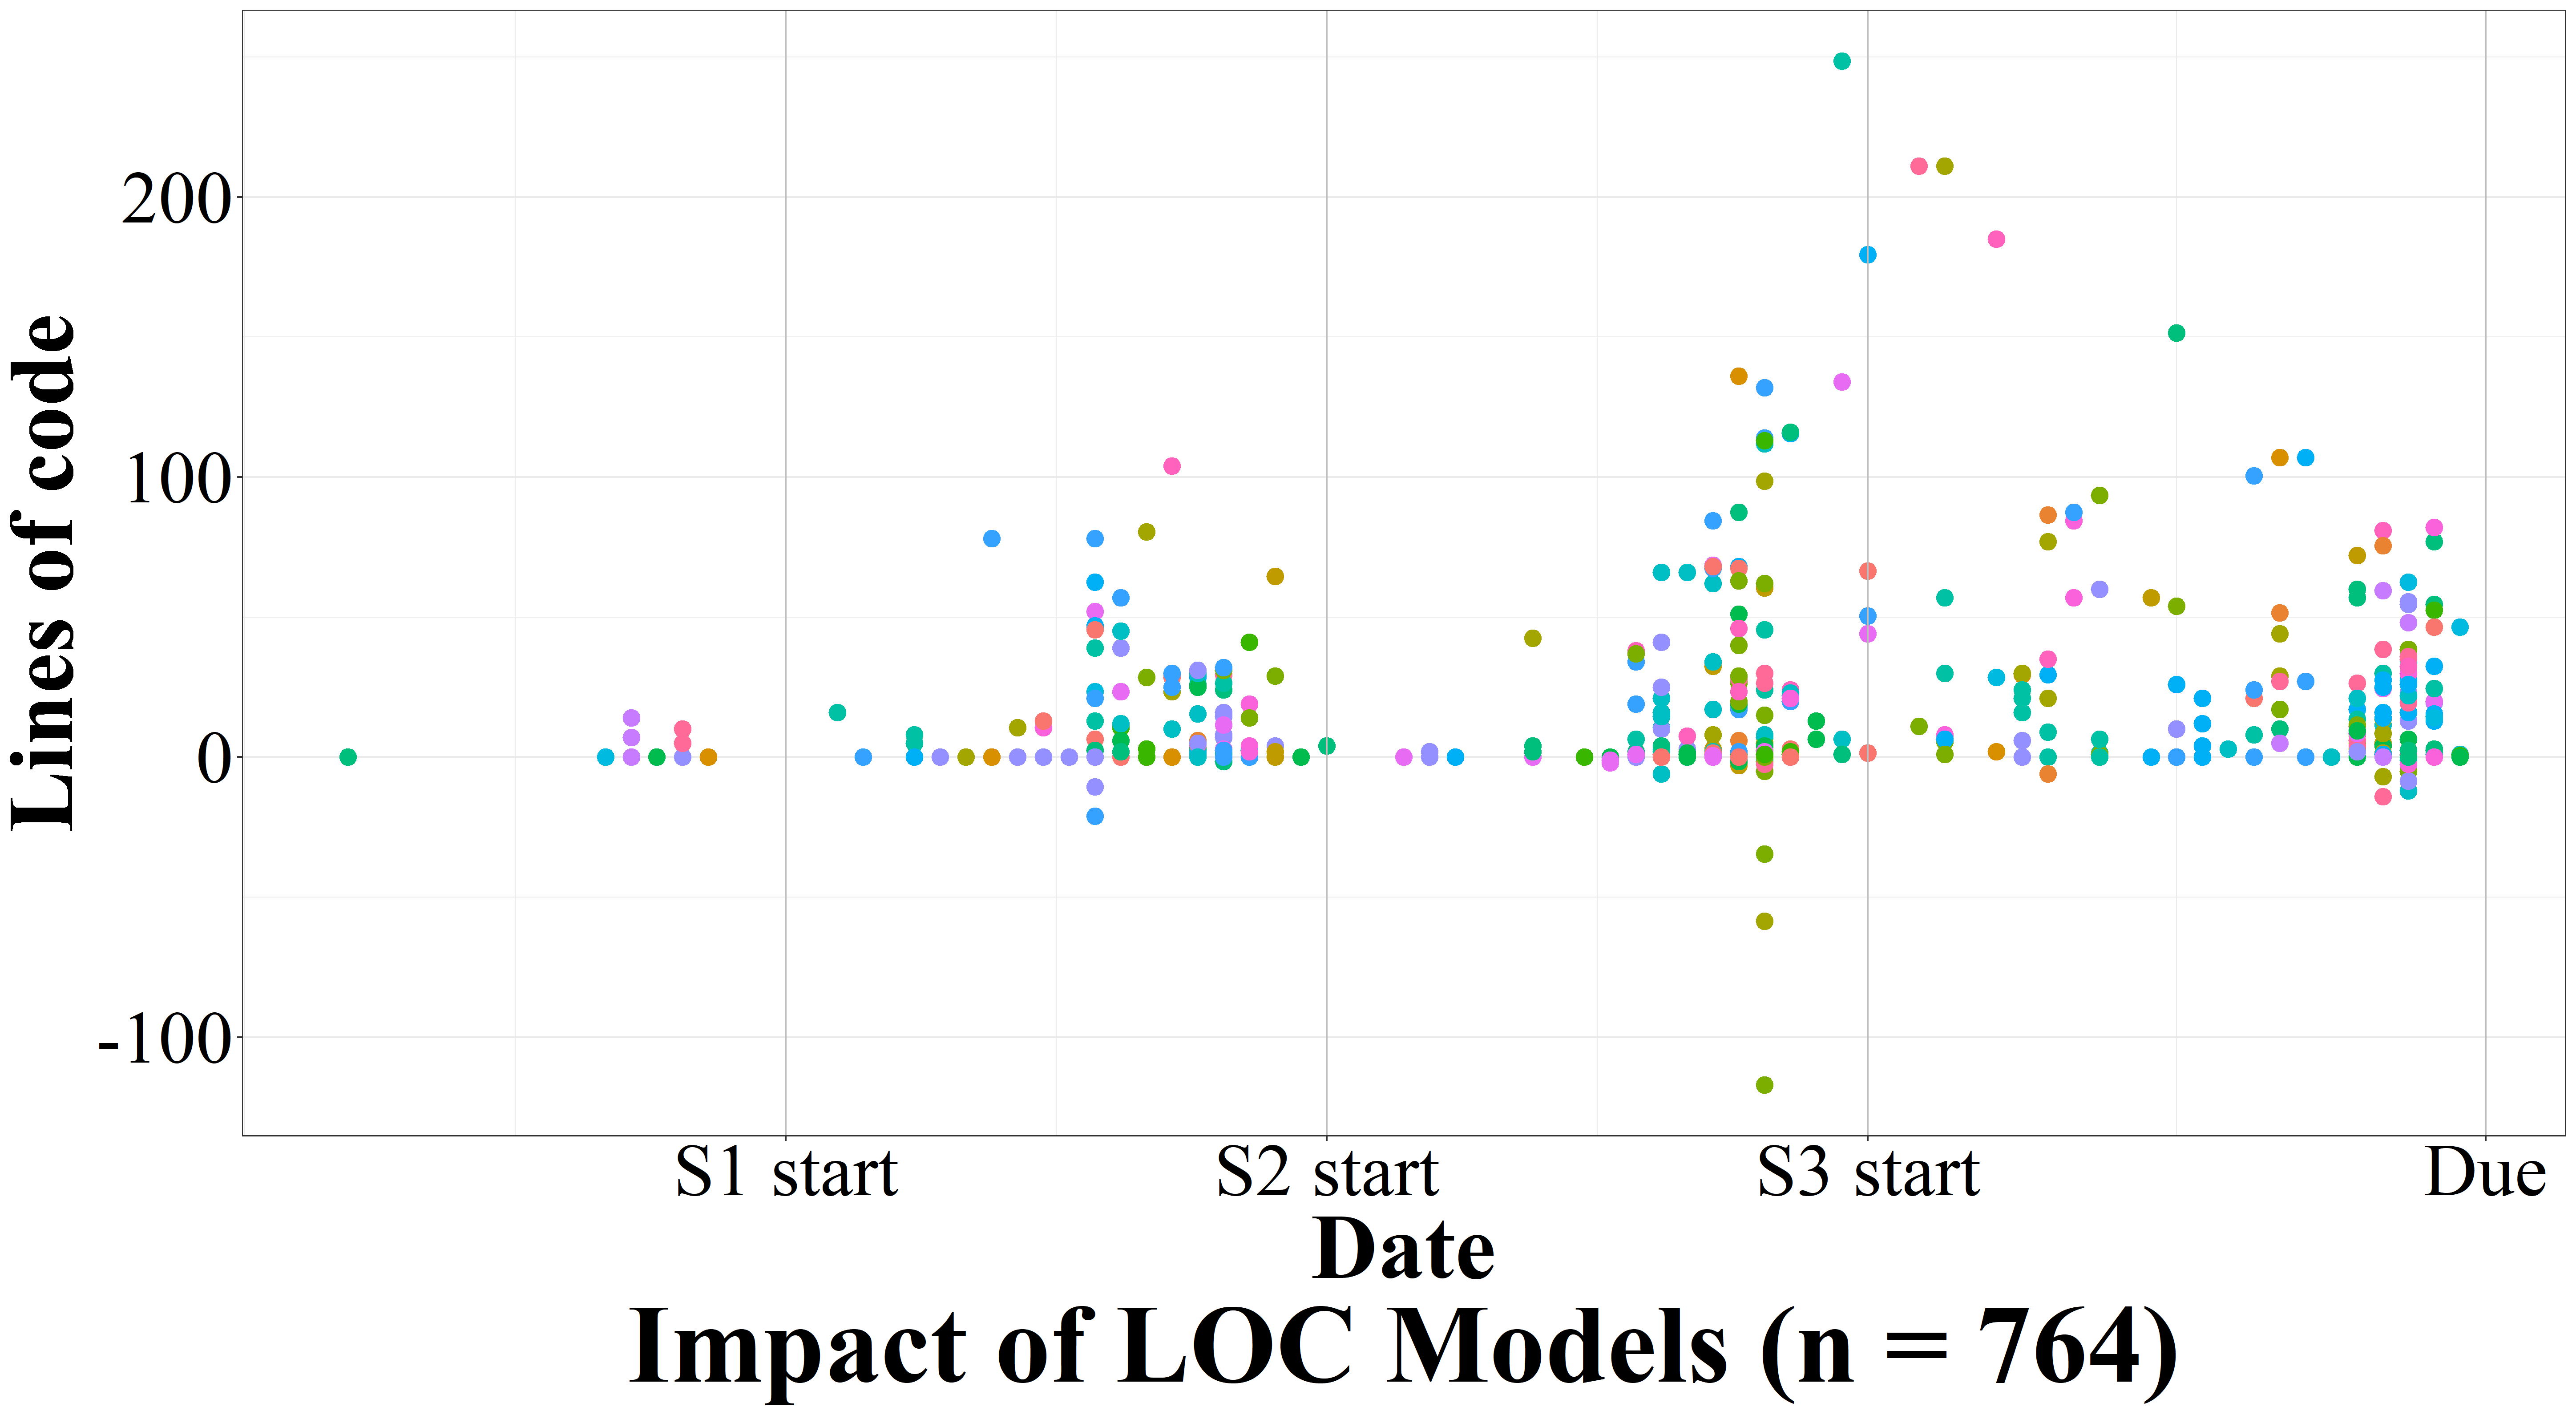 Lines of code
200
100
0
-100
S1 start
S2 start
S3 start
Due
Date
Impact of LOC Models (n = 764)